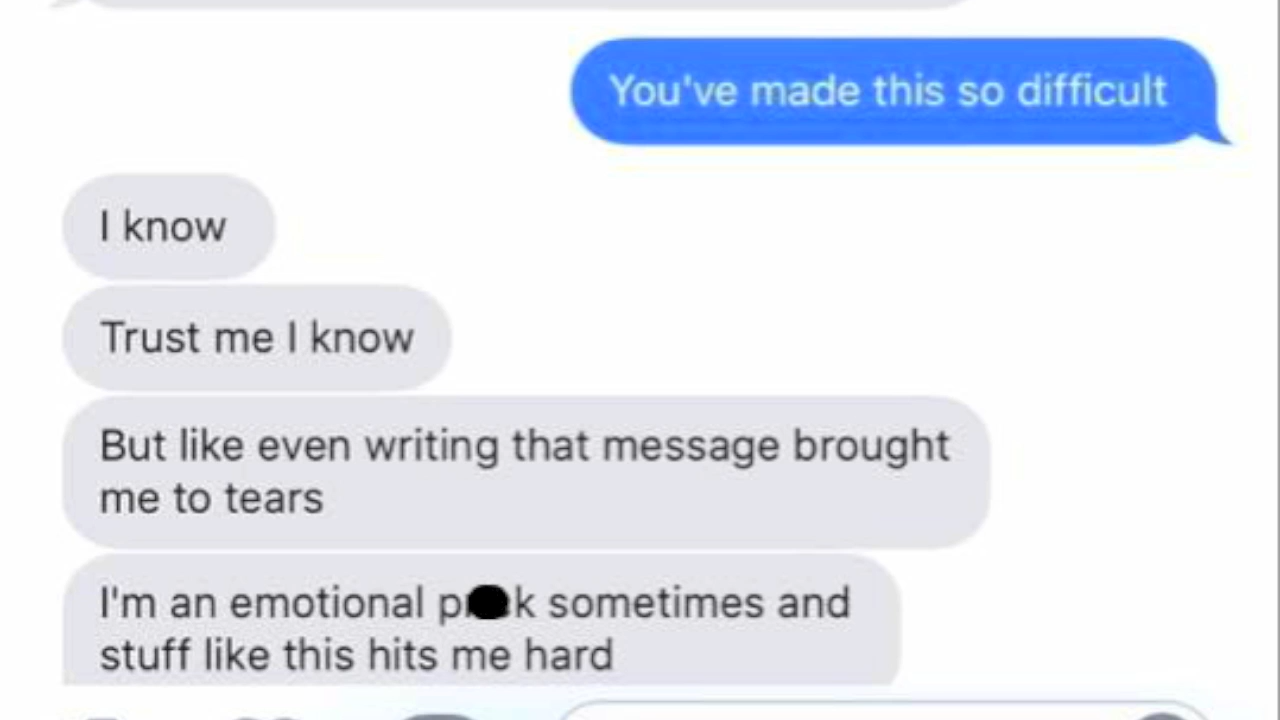 You've made this so difficult
I know
Trust me I know
But like even writing that message brought
me to tears
I'm an emotional p k sometimes and
stuff like this hits me hard